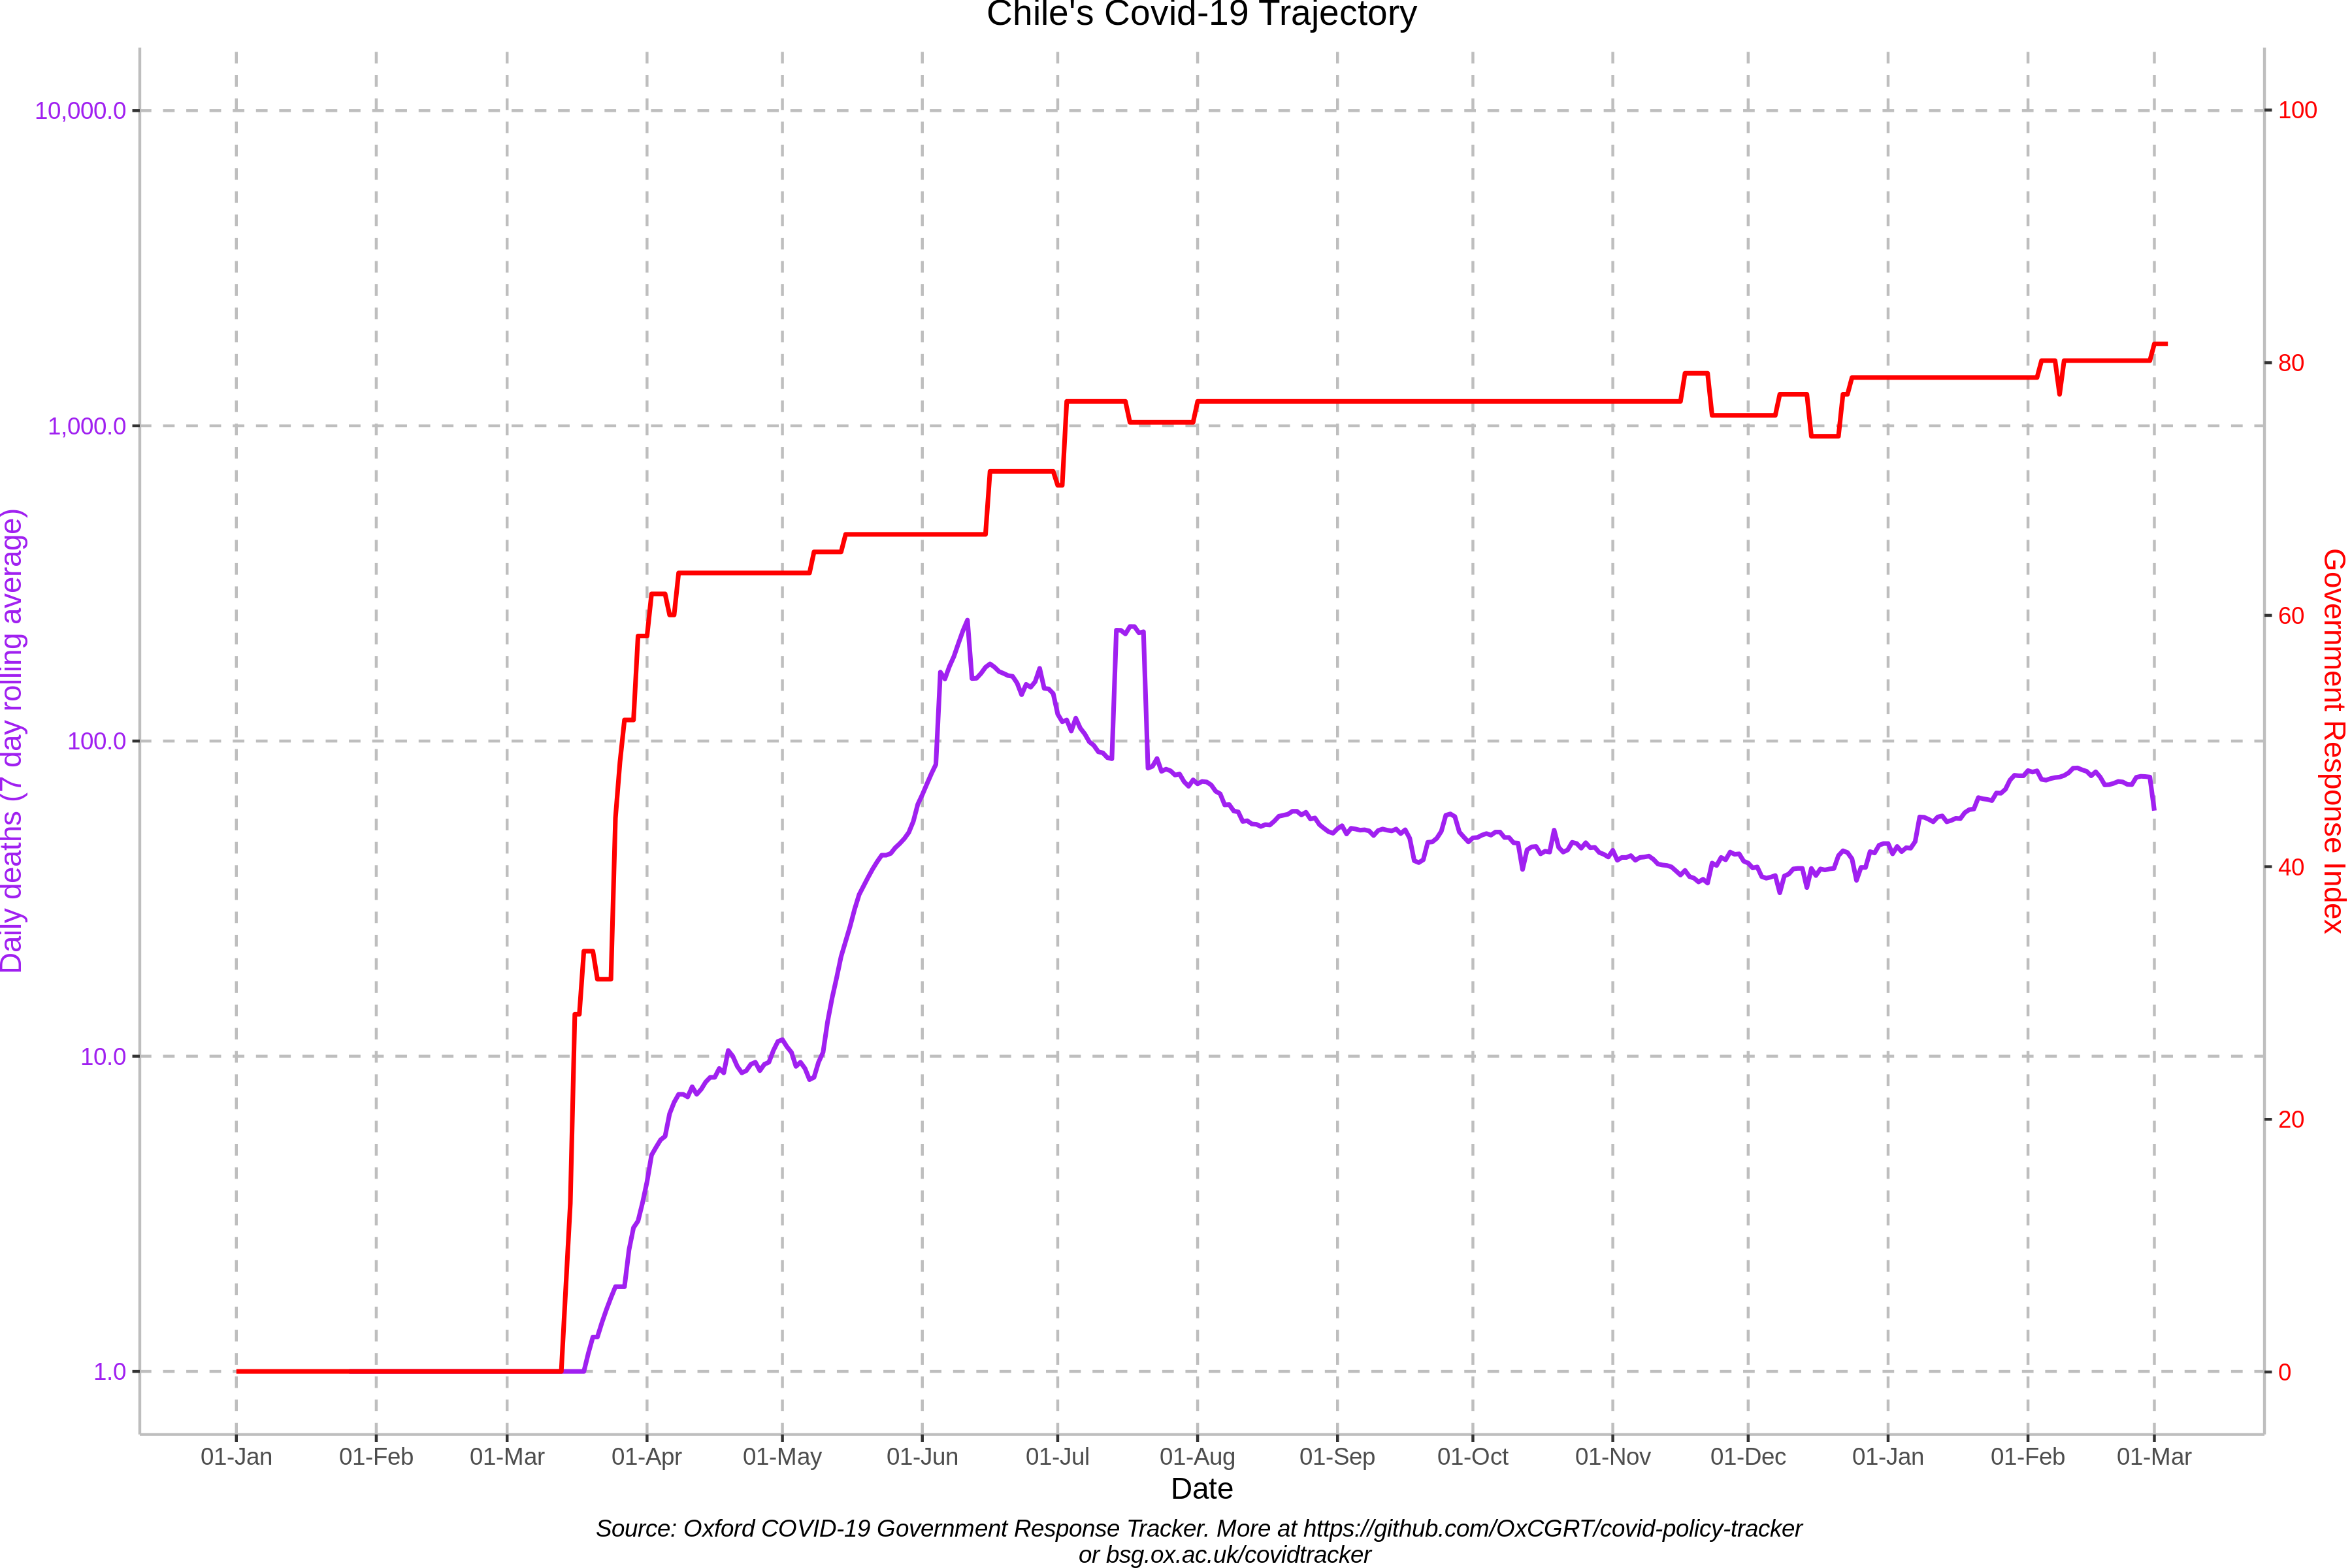 Chile's Covid-19 Trajectory
Daily deaths (7 day rolling average)
10,000.0
1,000.0
100.0
10.0
1.0
100
80
60
40
20
0
Government Response Index
01-Jan 01-Feb 01-Mar 01-Apr 01-May 01-Jun 01-Jul 01-Aug 01-Sep 01-Oct 01-Nov 01-Dec 01-Jan 01-Feb 01-Mar
Date
Source: Oxford COVID-19 Government Response Tracker. More at https://github.com/OxCGRT/covid-policy-tracker
or bsg.ox.ac.uk/covidtracker